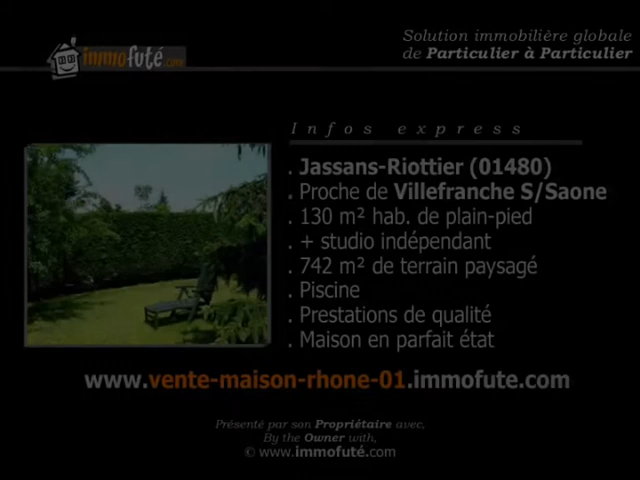 immofuté.com
Solution immobilière globale
de Particulier à Particulier
Infos express
. Jassans-Riottier (01480)
. Proche de Villefranche S/Saone
. 130 m² hab. de plain-pied
. + studio indépendant
. 742 m² de terrain paysagé
. Piscine
. Prestations de qualité
. Maison en parfait état
www.vente-maison-rhone-01.immofute.com
Présenté par son Propriétaire avec,
By the Owner with,
© www.immofuté.com